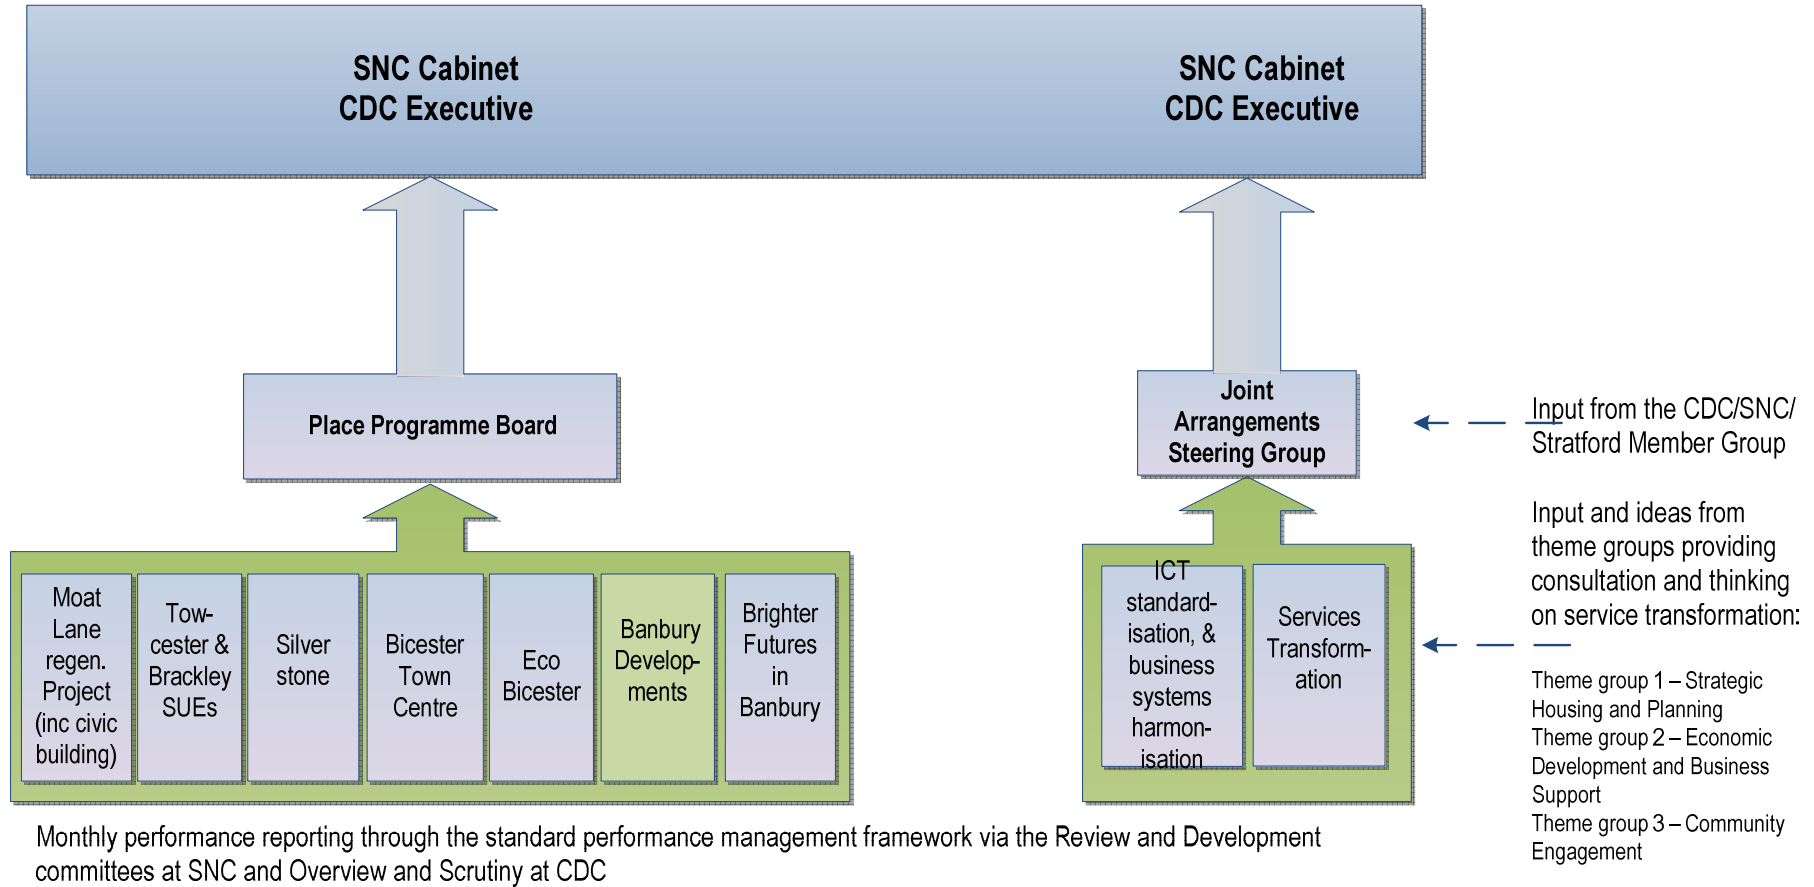 SNC Cabinet
CDC Executive
SNC Cabinet
CDC Executive
Place Programme Board
Joint
Arrangements
Steering Group
Input from the CDC/SNC/
Stratford Member Group
Moat
Lane
regen.
Project
(inc civic
building)
Tow-
cester &
Brackley
SUEs
Silver
stone
Bicester
Town
Centre
Eco
Bicester
Banbury
Develop-
ments
Brighter
Futures
in
Banbury
ICT
standard-
isation, &
business
systems
harmon-
isation
Services
Transform-
ation
Input and ideas from
theme groups providing
consultation and thinking
on service transformation:
Theme group 1 – Strategic
Housing and Planning
Theme group 2 – Economic
Development and Business
Support
Theme group 3 – Community
Engagement
Monthly performance reporting through the standard performance management framework via the Review and Development
committees at SNC and Overview and Scrutiny at CDC